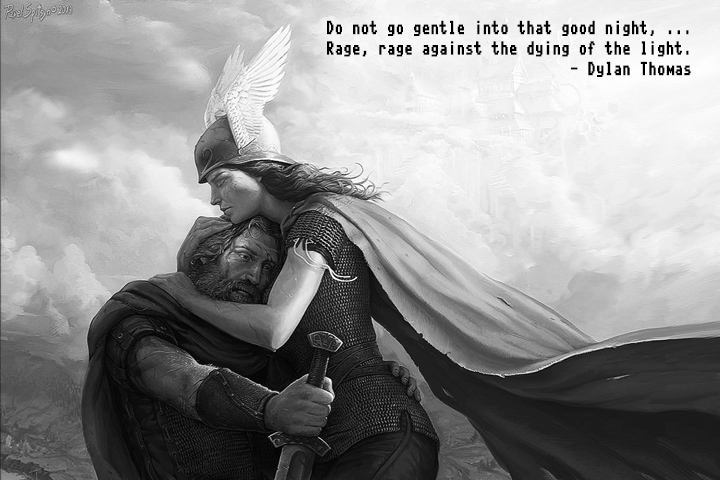 Do not go gentle into that good night, ...
Rage, rage against the dying of the light.
- Dylan Thomas